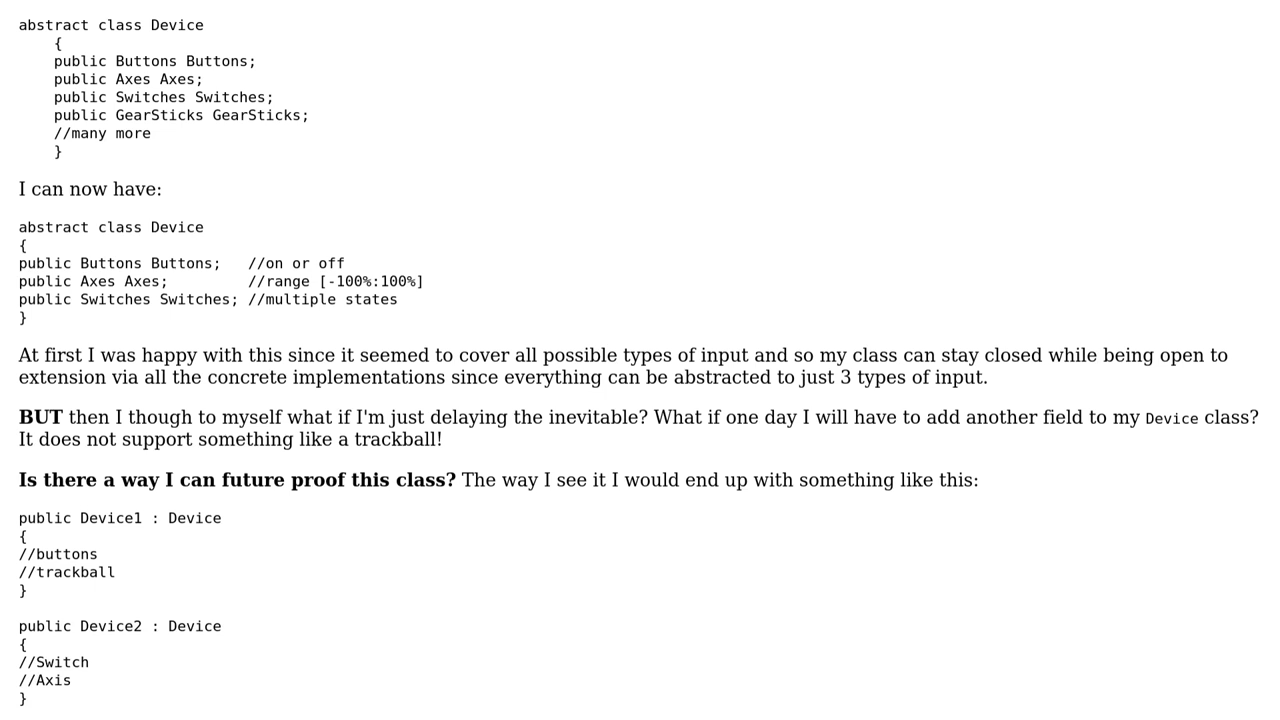 abstract class Device
    {
    public Buttons Buttons;
    public Axes Axes;
    public Switches Switches;
    public GearSticks GearSticks;
    //many more
    }
I can now have:
abstract class Device
{
public Buttons Buttons;   //on or off
public Axes Axes;         //range [-100%:100%]
public Switches Switches; //multiple states
}
At first I was happy with this since it seemed to cover all possible types of input and so my class can stay closed while being open to
extension via all the concrete implementations since everything can be abstracted to just 3 types of input.
BUT then I though to myself what if I'm just delaying the inevitable? What if one day I will have to add another field to my Device class?
It does not support something like a trackball!
Is there a way I can future proof this class? The way I see it I would end up with something like this:
public Device1 : Device
{
//buttons
//trackball
}
public Device2 : Device
{
//Switch
//Axis
}